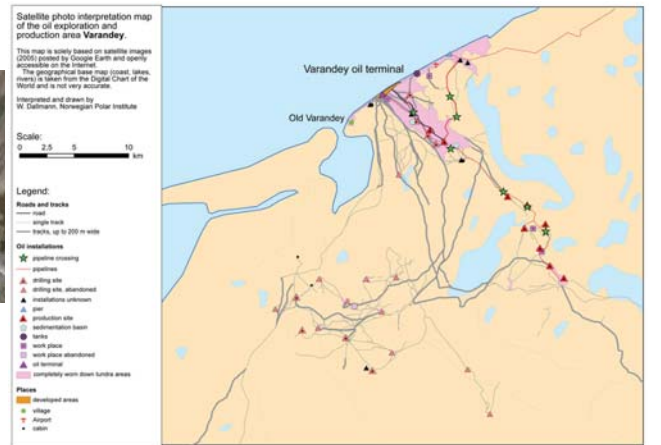 Satellite photo interpretation map
of the oil exploration and
production area Varandey.
This map is solely based on satellite images
(2005) posted by Google Earth and openly
accessible on the Internet.
The geographical base map (coast, lakes,
rivers) is taken from the Digital Chart of the
World and is not very accurate.
Interpreted and drawn by
W. Dallmann, Norwegian Polar Institute
Scale:
0 2.5 5 10
km
Legend:
Roads and tracks
road
single track
tracks, up to 200 m wide
Oil installations
pipeline crossing
pipelines
drilling site
drilling site, abandoned
installations unknown
pier
production site
sedimentation basin
tanks
work place
work place abandoned
oil terminal
completely worn down tundra areas
Places
developed areas
village
Airport
cabin
Varandey oil terminal
Old Varandey